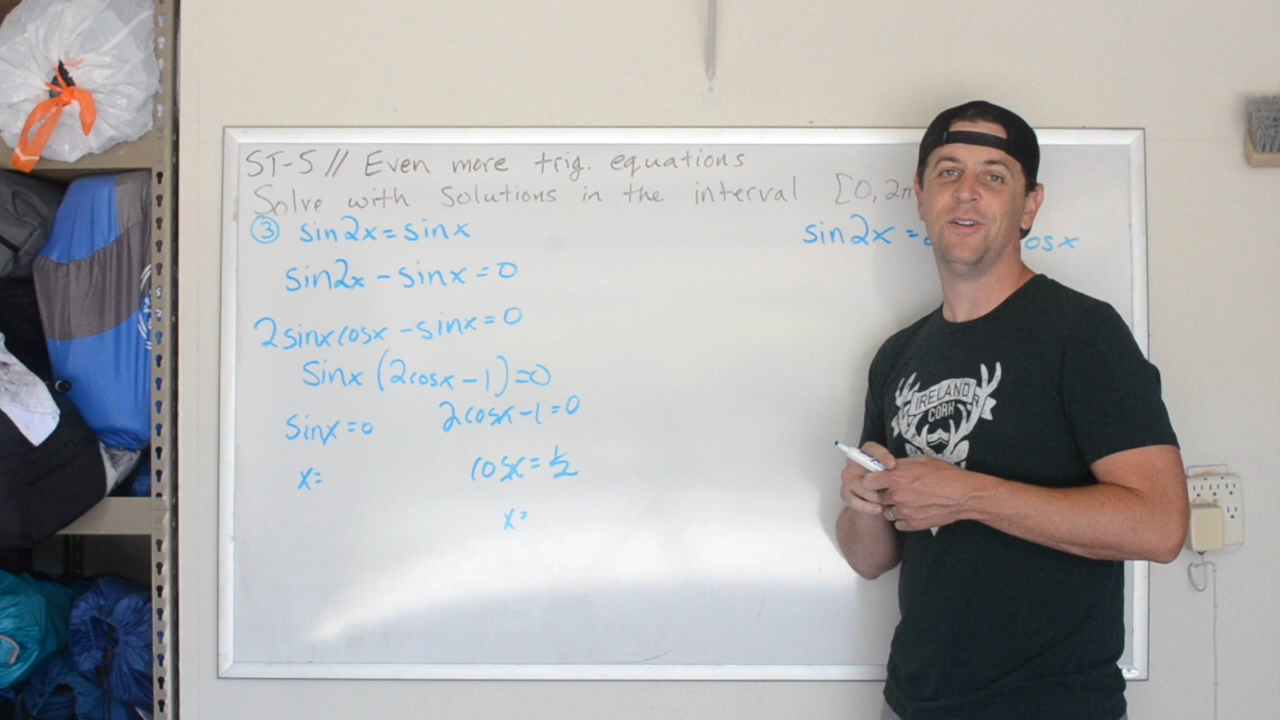 ST-5 // Even more trig. equations
Solve with Solutions in the interval [0, 2π
③ sin2x = sinx
sin2x =
osx
sin2x - sinx = 0
2sinxcosx - sinx = 0
Sinx (2cosx - 1) = 0
Sinx = 0
2cosx - 1 = 0
x =
cosx = 1/2
x =
IRELAND
CORK